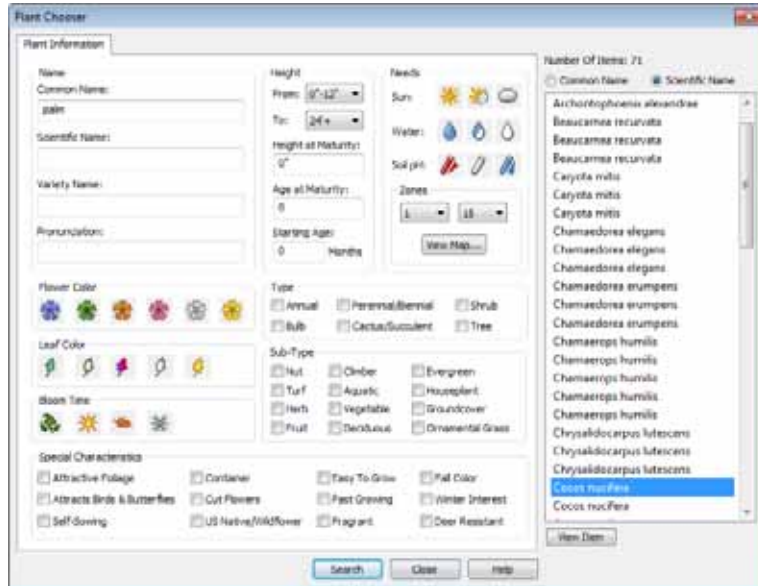 Plant Chooser
Plant Information
Name
Common Name:
palm
Scientific Name:
Variety Name:
Pronunciation:
Height
From: 0"-12"
To: 24'+
Height at Maturity:
0"
Age at Maturity:
0
Starting Age:
0 Months
Needs
Sun:
Water:
Soil pH:
Zones
1 15
View Map...
Flower Color
Leaf Color
Bloom Time
Type
Annual Perennial/Biennial Shrub
Bulb Cactus/Succulent Tree
Sub-Type
Nut Climber Evergreen
Turf Aquatic Houseplant
Herb Vegetable Groundcover
Fruit Deciduous Ornamental Grass
Special Characteristics
Attractive Foliage Container Easy To Grow Fall Color
Attracts Birds & Butterflies Cut Flowers Fast Growing Winter Interest
Self-Sowing US Native/Wildflower Fragrant Deer Resistant
Search Close Help
Number Of Items: 71
Common Name Scientific Name
Archontophoenix alexandrae
Beaucarnea recurvata
Beaucarnea recurvata
Beaucarnea recurvata
Caryota mitis
Caryota mitis
Caryota mitis
Chamaedorea elegans
Chamaedorea elegans
Chamaedorea elegans
Chamaedorea erumpens
Chamaedorea erumpens
Chamaedorea erumpens
Chamaerops humilis
Chamaerops humilis
Chamaerops humilis
Chamaerops humilis
Chamaerops humilis
Chrysalidocarpus lutescens
Chrysalidocarpus lutescens
Chrysalidocarpus lutescens
Cocos nucifera
Cocos nucifera
View Item